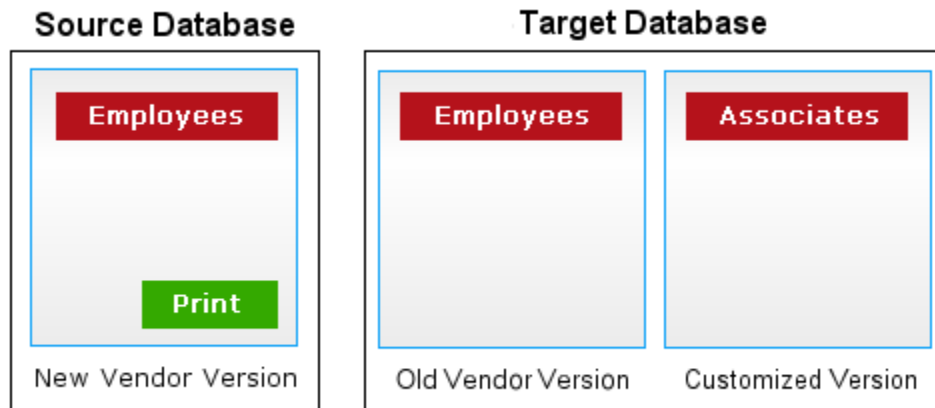 Source Database
Target Database
Employees
Employees
Associates
Print
New Vendor Version
Old Vendor Version
Customized Version